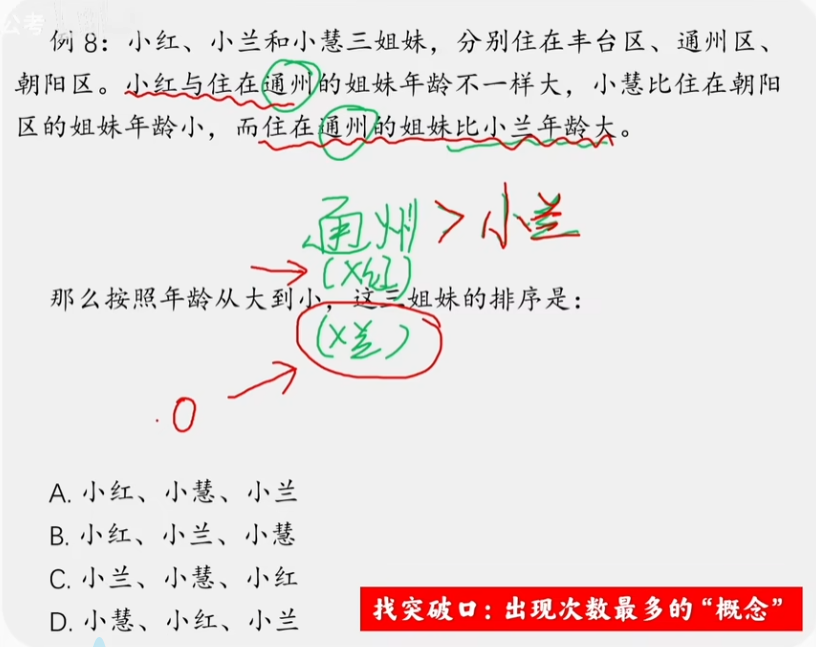 公考
例8：小红、小兰和小慧三姐妹，分别住在丰台区、通州区、
朝阳区。小红与住在通州的姐妹年龄不一样大，小慧比住在朝阳
区的姐妹年龄小，而住在通州的姐妹比小兰年龄大。
通州 > 小兰
(X红)
那么按照年龄从大到小，这三姐妹的排序是：
(X兰)
A. 小红、小慧、小兰
B. 小红、小兰、小慧
C. 小兰、小慧、小红
D. 小慧、小红、小兰
找突破口：出现次数最多的“概念”